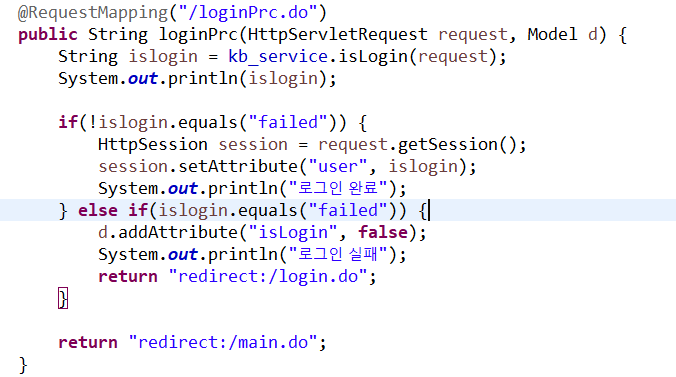 @RequestMapping("/loginPrc.do")
public String loginPrc(HttpServletRequest request, Model d) {
    String islogin = kb_service.isLogin(request);
    System.out.println(islogin);

    if(!islogin.equals("failed")) {
        HttpSession session = request.getSession();
        session.setAttribute("user", islogin);
        System.out.println("로그인 완료");
    } else if(islogin.equals("failed")) {
        d.addAttribute("isLogin", false);
        System.out.println("로그인 실패");
        return "redirect:/login.do";
    }

    return "redirect:/main.do";
}